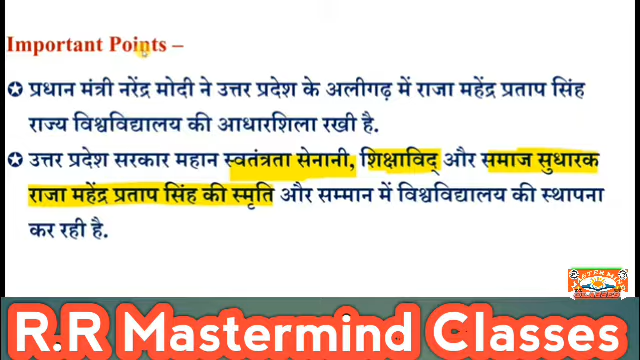 Important Points –
प्रधान मंत्री नरेंद्र मोदी ने उत्तर प्रदेश के अलीगढ़ में राजा महेंद्र प्रताप सिंह
राज्य विश्वविद्यालय की आधारशिला रखी है.
उत्तर प्रदेश सरकार महान स्वतंत्रता सेनानी, शिक्षाविद् और समाज सुधारक
राजा महेंद्र प्रताप सिंह की स्मृति और सम्मान में विश्वविद्यालय की स्थापना
कर रही है.
R.R Mastermind Classes